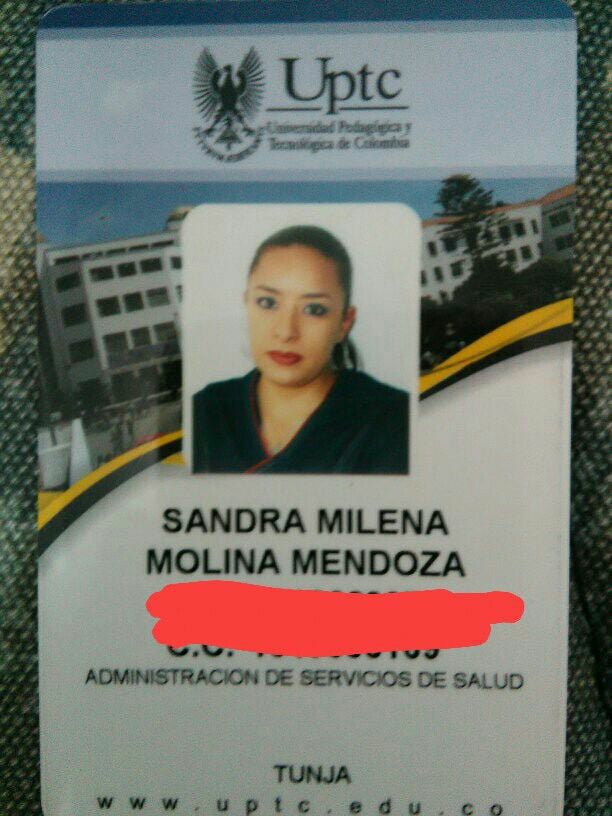 Uptc
Universidad Pedagógica y
Tecnológica de Colombia
SANDRA MILENA
MOLINA MENDOZA
C.C.
ADMINISTRACION DE SERVICIOS DE SALUD
TUNJA
www.uptc.edu.co